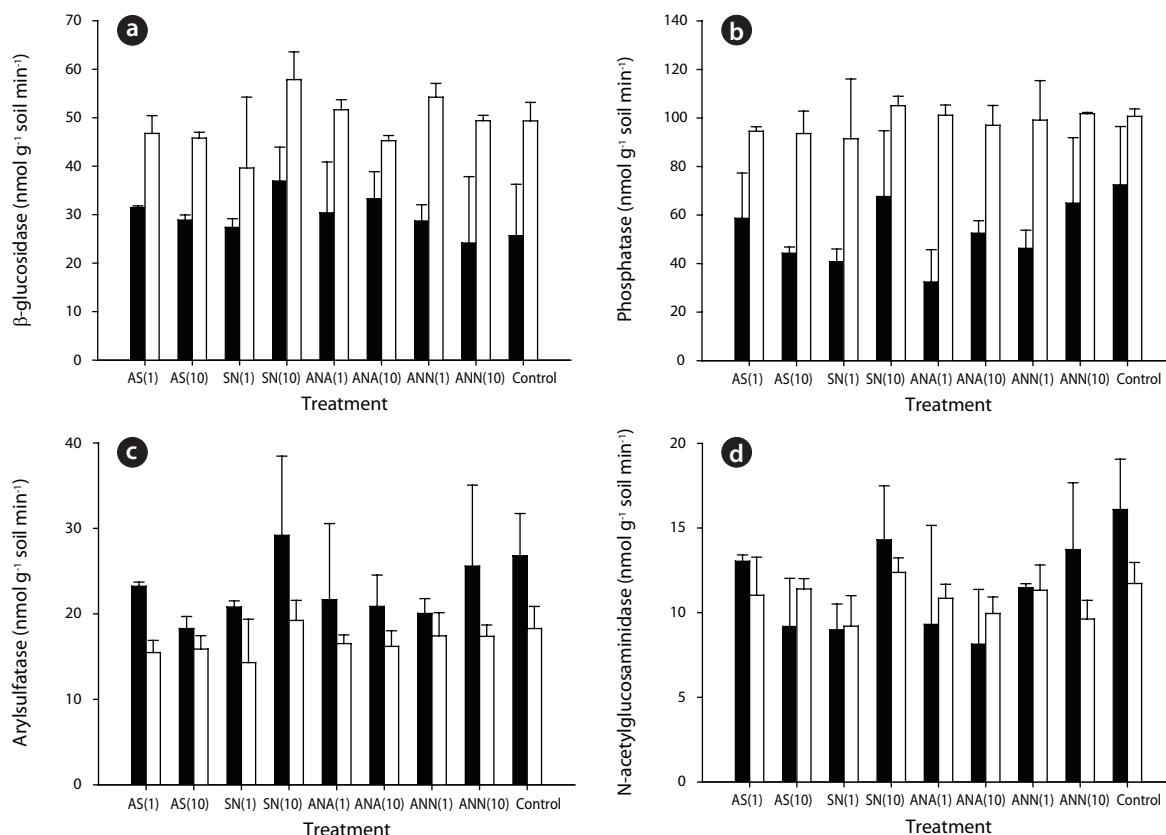 a
β-glucosidase (nmol g⁻¹ soil min⁻¹)
70
60
50
40
30
20
10
0
AS(1) AS(10) SN(1) SN(10) ANA(1) ANA(10) ANN(1) ANN(10) Control
Treatment
b
Phosphatase (nmol g⁻¹ soil min⁻¹)
140
120
100
80
60
40
20
0
AS(1) AS(10) SN(1) SN(10) ANA(1) ANA(10) ANN(1) ANN(10) Control
Treatment
c
Arylsulfatase (nmol g⁻¹ soil min⁻¹)
40
30
20
10
0
AS(1) AS(10) SN(1) SN(10) ANA(1) ANA(10) ANN(1) ANN(10) Control
Treatment
d
N-acetylglucosaminidase (nmol g⁻¹ soil min⁻¹)
20
15
10
5
0
AS(1) AS(10) SN(1) SN(10) ANA(1) ANA(10) ANN(1) ANN(10) Control
Treatment